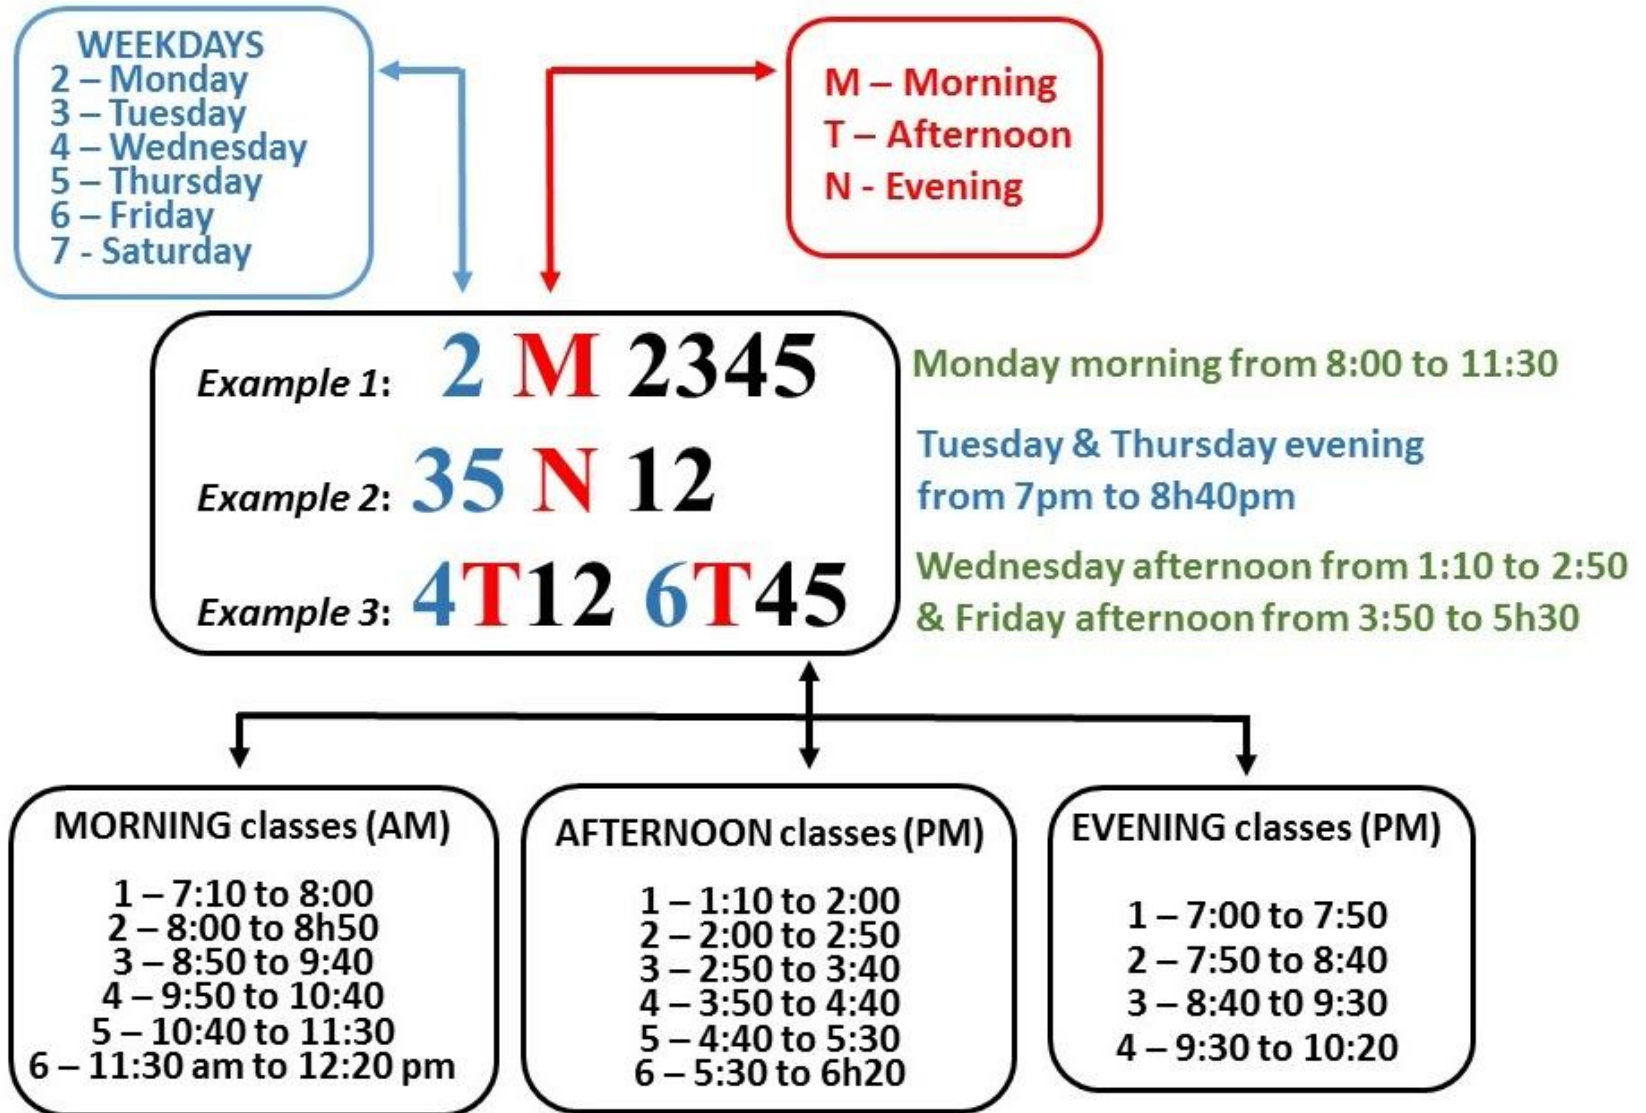 WEEKDAYS
2 – Monday
3 – Tuesday
4 – Wednesday
5 – Thursday
6 – Friday
7 - Saturday
M – Morning
T – Afternoon
N - Evening
Example 1: 2 M 2345
Monday morning from 8:00 to 11:30
Example 2: 35 N 12
Tuesday & Thursday evening
from 7pm to 8h40pm
Example 3: 4T12 6T45
Wednesday afternoon from 1:10 to 2:50
& Friday afternoon from 3:50 to 5h30
MORNING classes (AM)
1 – 7:10 to 8:00
2 – 8:00 to 8h50
3 – 8:50 to 9:40
4 – 9:50 to 10:40
5 – 10:40 to 11:30
6 – 11:30 am to 12:20 pm
AFTERNOON classes (PM)
1 – 1:10 to 2:00
2 – 2:00 to 2:50
3 – 2:50 to 3:40
4 – 3:50 to 4:40
5 – 4:40 to 5:30
6 – 5:30 to 6h20
EVENING classes (PM)
1 – 7:00 to 7:50
2 – 7:50 to 8:40
3 – 8:40 to 9:30
4 – 9:30 to 10:20